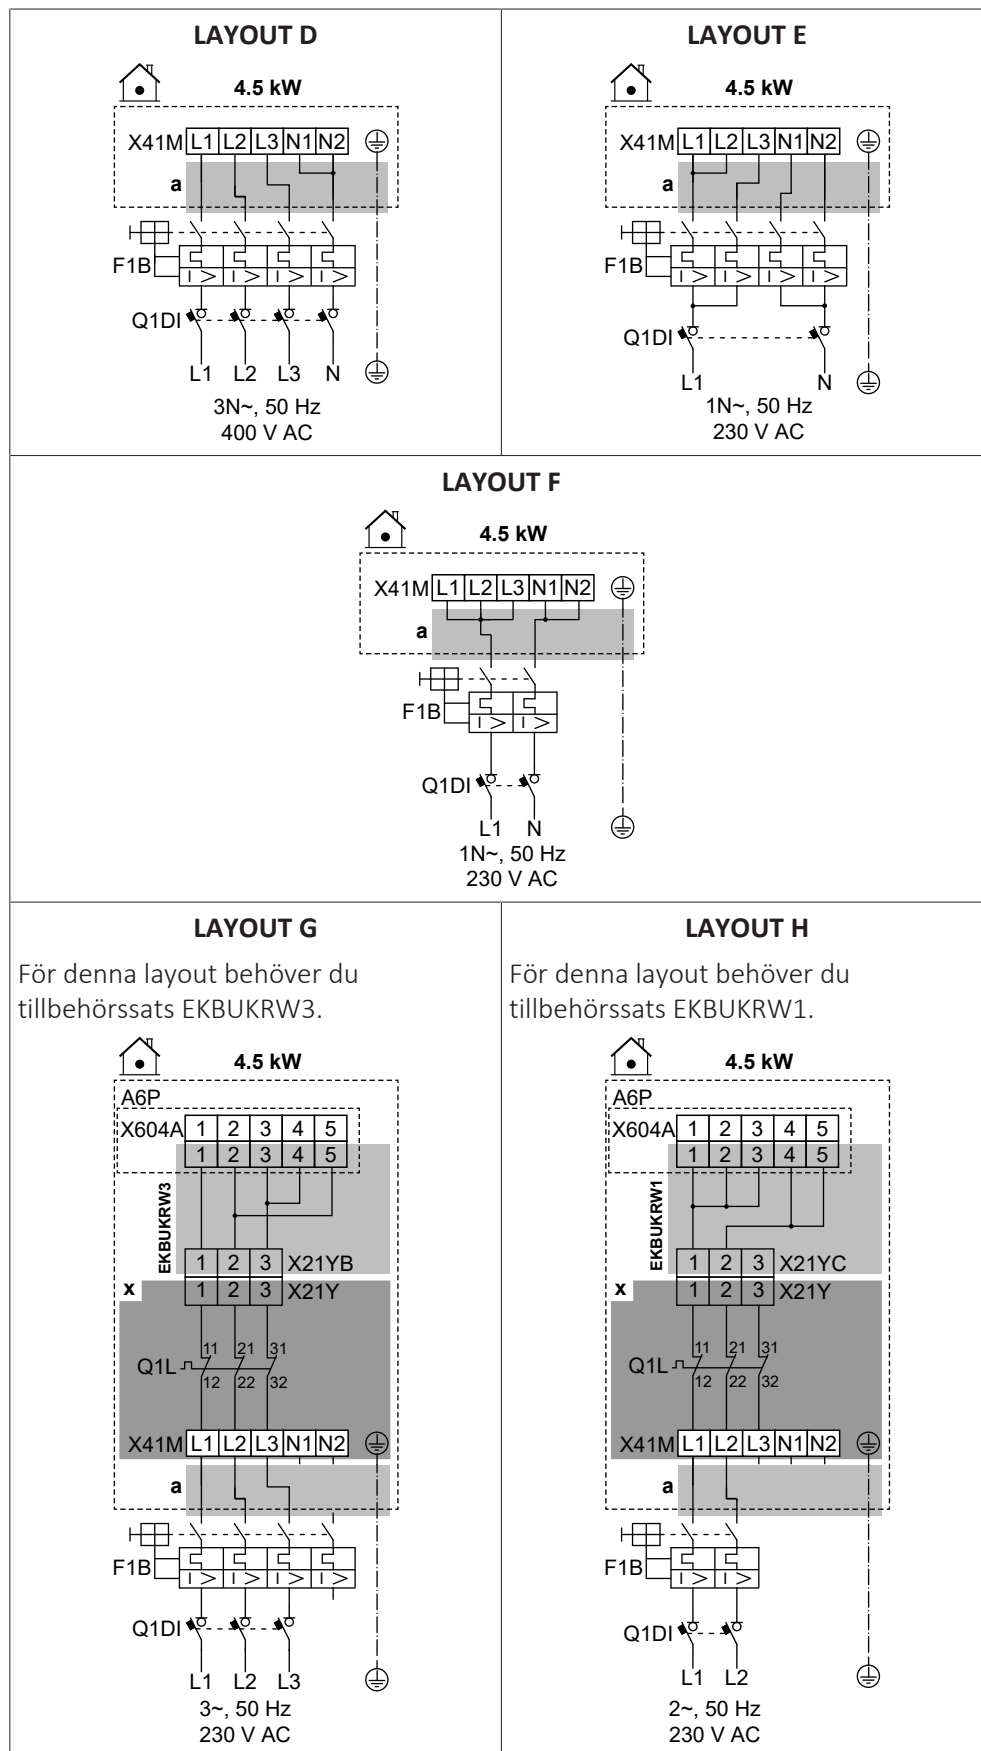 LAYOUT D
4.5 kW
X41M L1 L2 L3 N1 N2
a
F1B
I > I > I > I >
Q1DI
L1 L2 L3 N
3N~, 50 Hz
400 V AC
LAYOUT E
4.5 kW
X41M L1 L2 L3 N1 N2
a
F1B
I > I > I > I >
Q1DI
L1 N
1N~, 50 Hz
230 V AC
LAYOUT F
4.5 kW
X41M L1 L2 L3 N1 N2
a
F1B
I > I >
Q1DI
L1 N
1N~, 50 Hz
230 V AC
LAYOUT G
För denna layout behöver du
tillbehörssats EKBUKRW3.
4.5 kW
A6P
X604A 1 2 3 4 5
1 2 3 4 5
EKBUKRW3
1 2 3 X21YB
x
1 2 3 X21Y
11 21 31
Q1L
12 22 32
X41M L1 L2 L3 N1 N2
a
F1B
I > I > I > I >
Q1DI
L1 L2 L3
3~, 50 Hz
230 V AC
LAYOUT H
För denna layout behöver du
tillbehörssats EKBUKRW1.
4.5 kW
A6P
X604A 1 2 3 4 5
1 2 3 4 5
EKBUKRW1
1 2 3 X21YC
x
1 2 3 X21Y
11 21 31
Q1L
12 22 32
X41M L1 L2 L3 N1 N2
a
F1B
I > I >
Q1DI
L1 L2
2~, 50 Hz
230 V AC